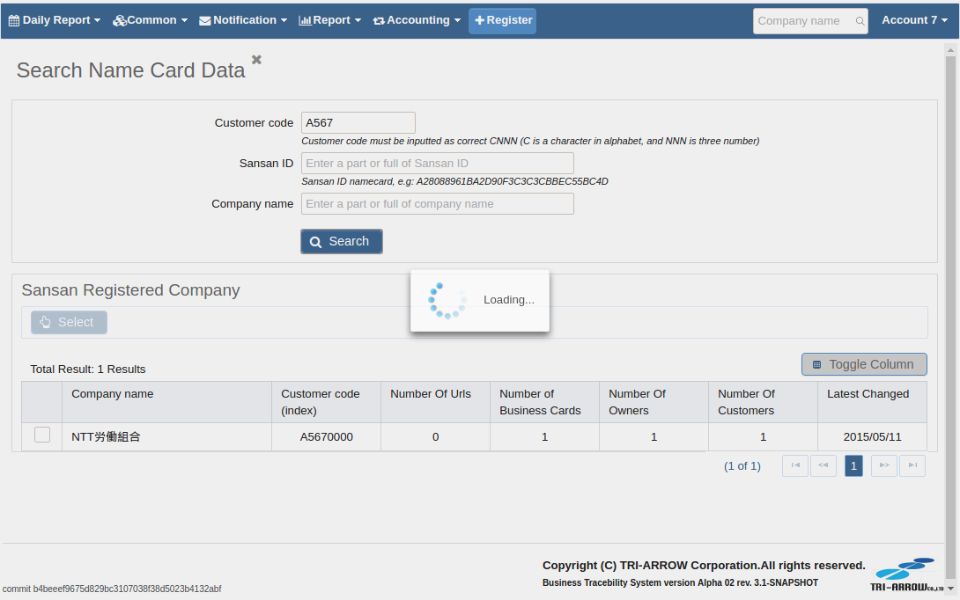 Daily Report Common Notification Report Accounting Register Company name Account 7
Search Name Card Data
Customer code A567
Customer code must be inputted as correct CNNN (C is a character in alphabet, and NNN is three number)
Sansan ID Enter a part or full of Sansan ID
Sansan ID namecard, e.g: A28088961BA2D90F3C3C3CBBEC55BC4D
Company name Enter a part or full of company name
Search
Loading...
Sansan Registered Company
Select
Total Result: 1 Results
Toggle Column
Company name Customer code (index) Number Of Urls Number of Business Cards Number Of Owners Number Of Customers Latest Changed
NTT労働組合 A5670000 0 1 1 1 2015/05/11
(1 of 1) 1
Copyright (C) TRI-ARROW Corporation.All rights reserved.
Business Tracebility System version Alpha 02 rev. 3.1-SNAPSHOT
TRI-ARROW CO.,LTD
commit b4beeef9675d829bc3107038f38d5023b4132abf